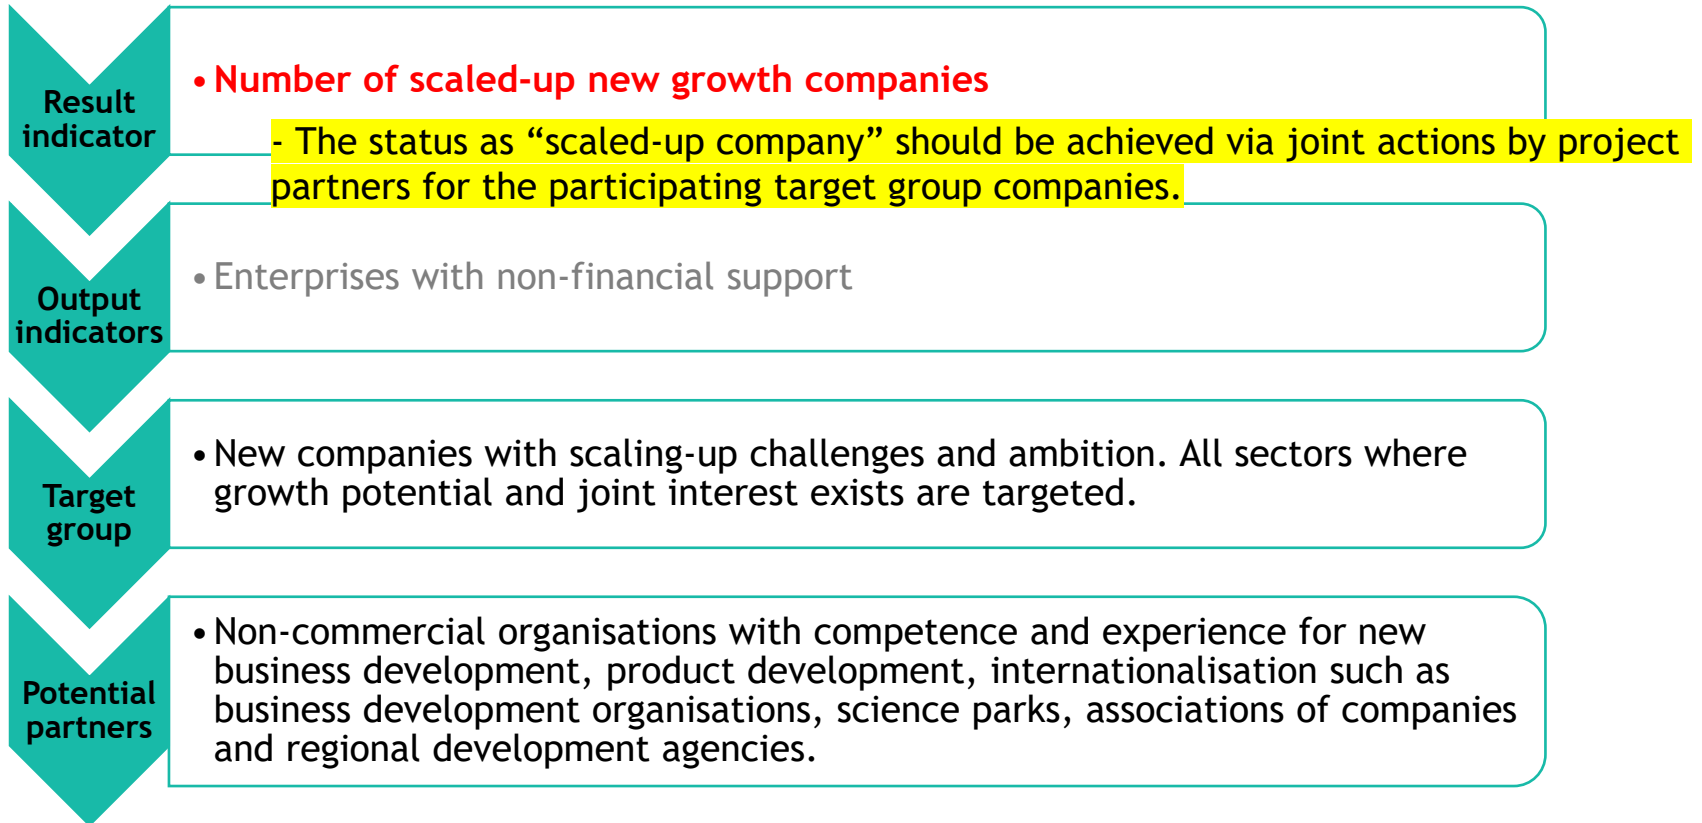 Result
indicator
• Number of scaled-up new growth companies
- The status as “scaled-up company” should be achieved via joint actions by project
partners for the participating target group companies.
Output
indicators
• Enterprises with non-financial support
Target
group
• New companies with scaling-up challenges and ambition. All sectors where
growth potential and joint interest exists are targeted.
Potential
partners
• Non-commercial organisations with competence and experience for new
business development, product development, internationalisation such as
business development organisations, science parks, associations of companies
and regional development agencies.